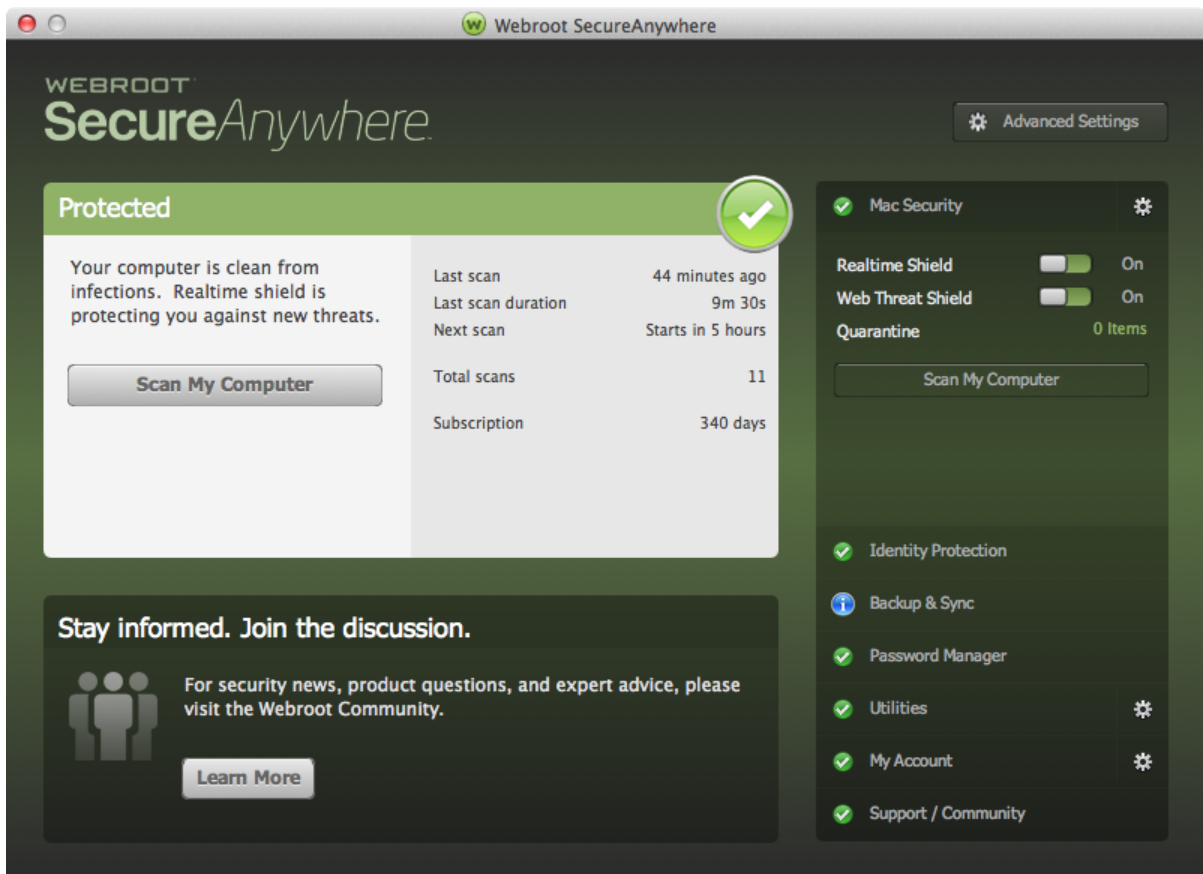 Webroot SecureAnywhere
WEBROOT
SecureAnywhere
Advanced Settings
Protected
Your computer is clean from
infections.  Realtime shield is
protecting you against new threats.
Scan My Computer
Last scan 44 minutes ago
Last scan duration 9m 30s
Next scan Starts in 5 hours
Total scans 11
Subscription 340 days
Stay informed. Join the discussion.
For security news, product questions, and expert advice, please
visit the Webroot Community.
Learn More
Mac Security
Realtime Shield On
Web Threat Shield On
Quarantine 0 Items
Scan My Computer
Identity Protection
Backup & Sync
Password Manager
Utilities
My Account
Support / Community